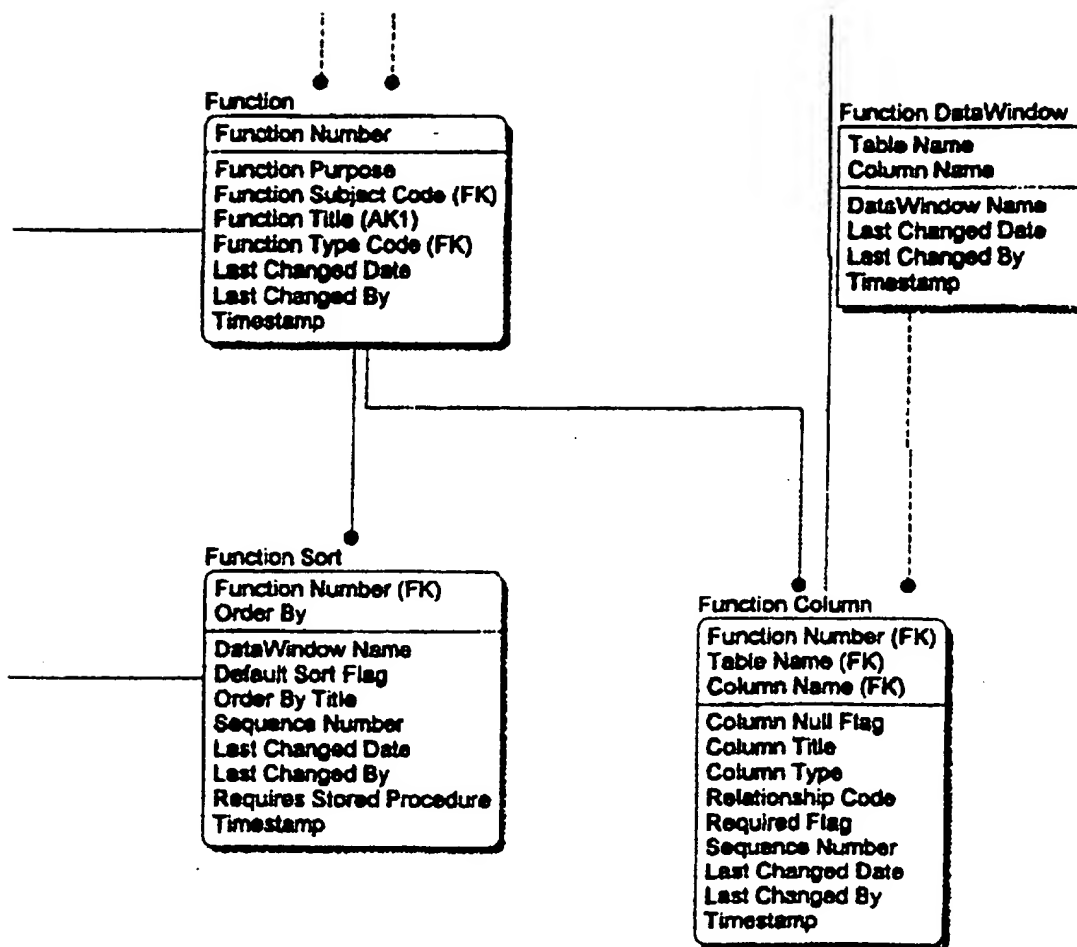 Function
Function Number
Function Purpose
Function Subject Code (FK)
Function Title (AK1)
Function Type Code (FK)
Last Changed Date
Last Changed By
Timestamp
Function DataWindow
Table Name
Column Name
DataWindow Name
Last Changed Date
Last Changed By
Timestamp
Function Sort
Function Number (FK)
Order By
DataWindow Name
Default Sort Flag
Order By Title
Sequence Number
Last Changed Date
Last Changed By
Requires Stored Procedure
Timestamp
Function Column
Function Number (FK)
Table Name (FK)
Column Name (FK)
Column Null Flag
Column Title
Column Type
Relationship Code
Required Flag
Sequence Number
Last Changed Date
Last Changed By
Timestamp